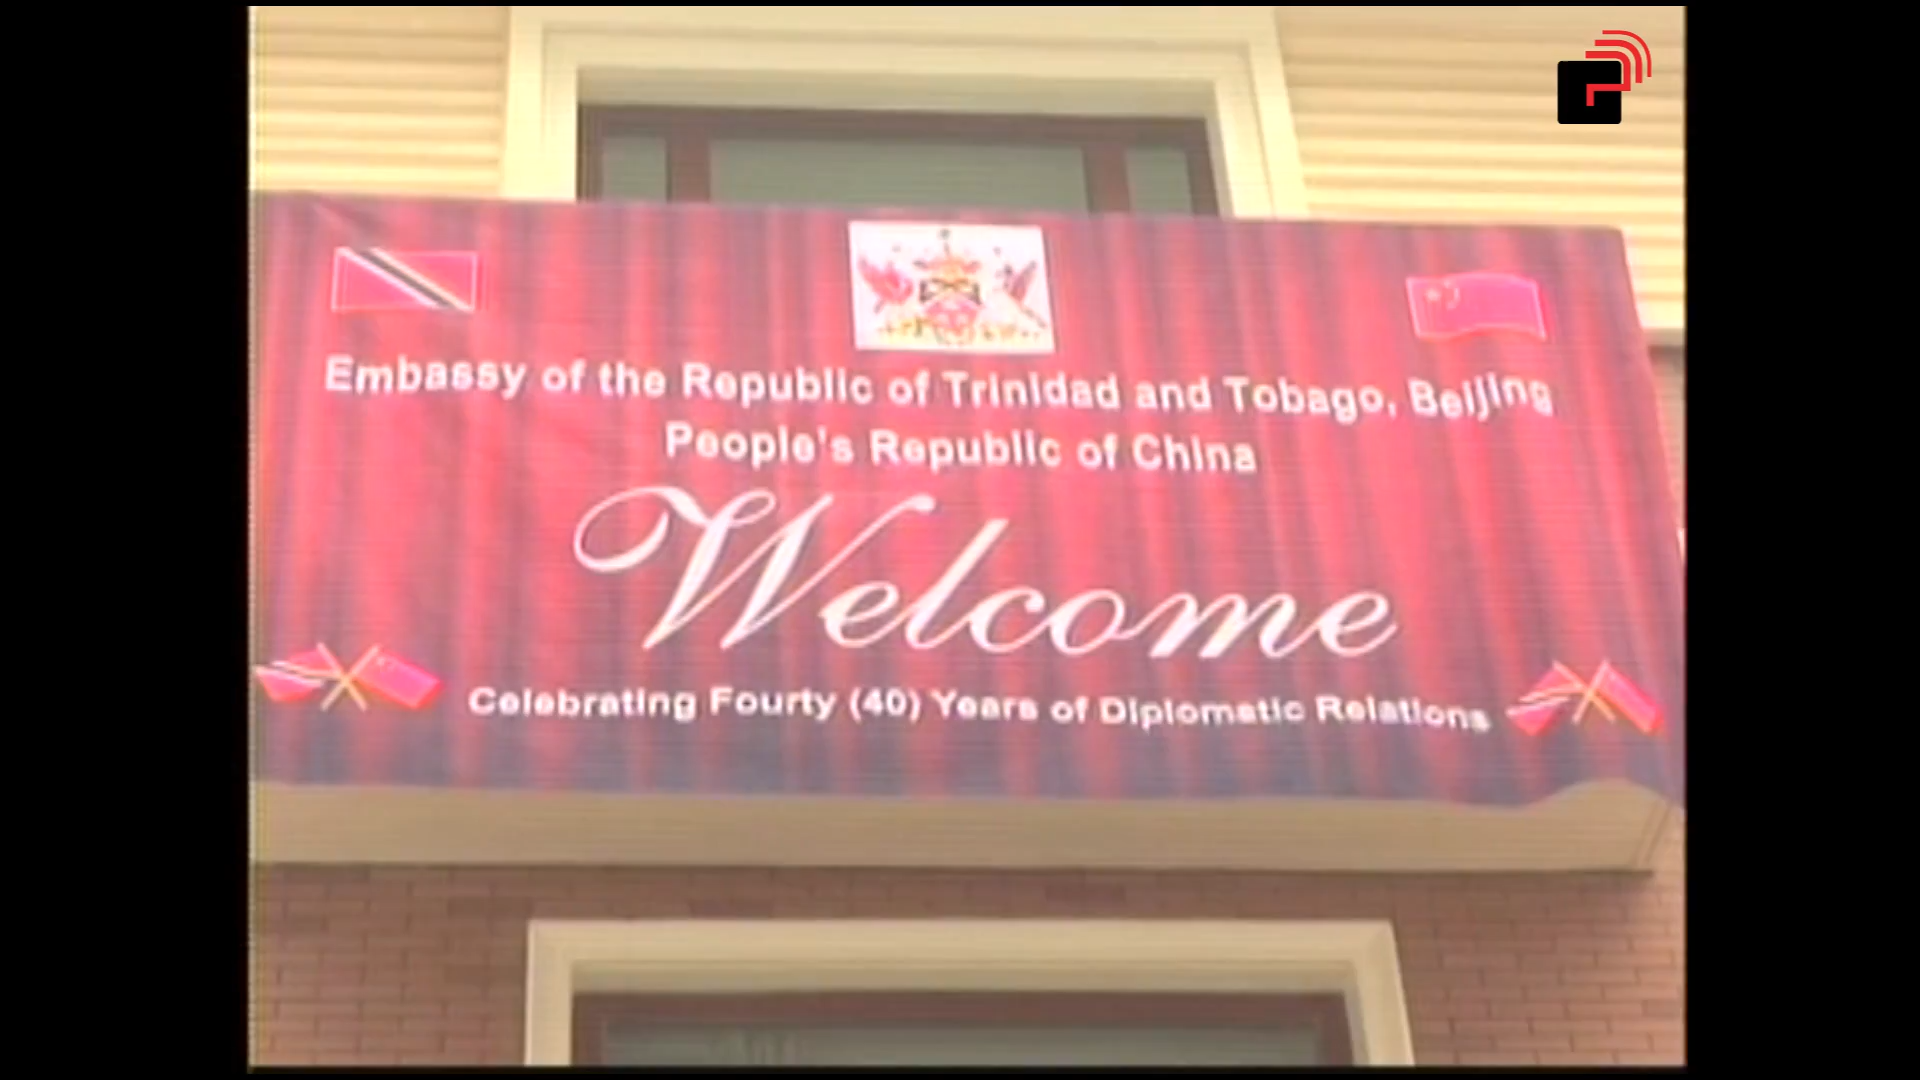 Embassy of the Republic of Trinidad and Tobago, Beijing
People's Republic of China
Welcome
Celebrating Fourty (40) Years of Diplomatic Relations